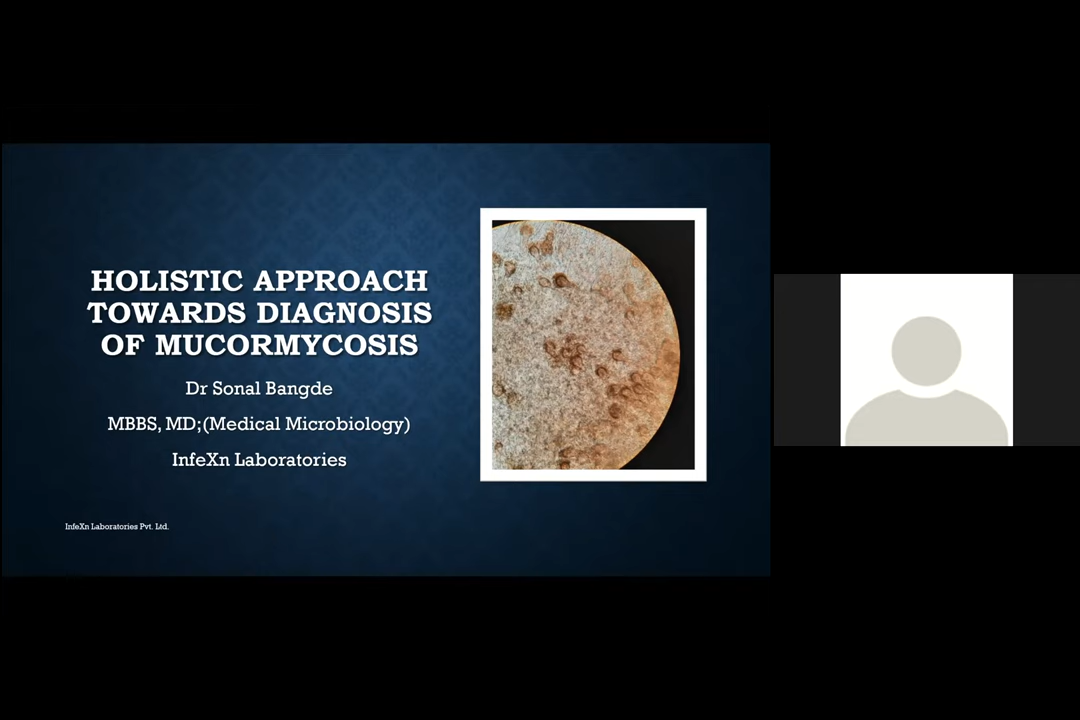 HOLISTIC APPROACH
TOWARDS DIAGNOSIS
OF MUCORMYCOSIS
Dr Sonal Bangde
MBBS, MD;(Medical Microbiology)
InfeXn Laboratories
InfeXn Laboratories Pvt. Ltd.